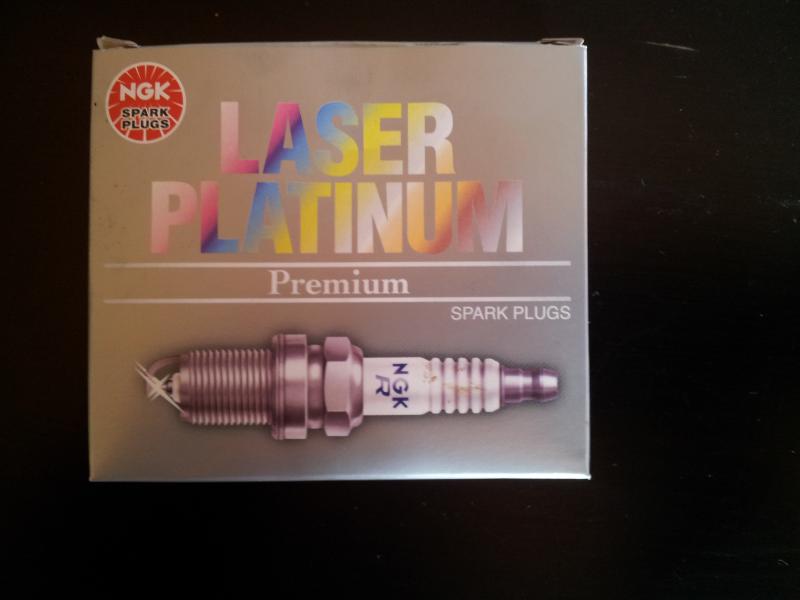 NGK
SPARK
PLUGS
LASER
PLATINUM
Premium
SPARK PLUGS
NGK
R